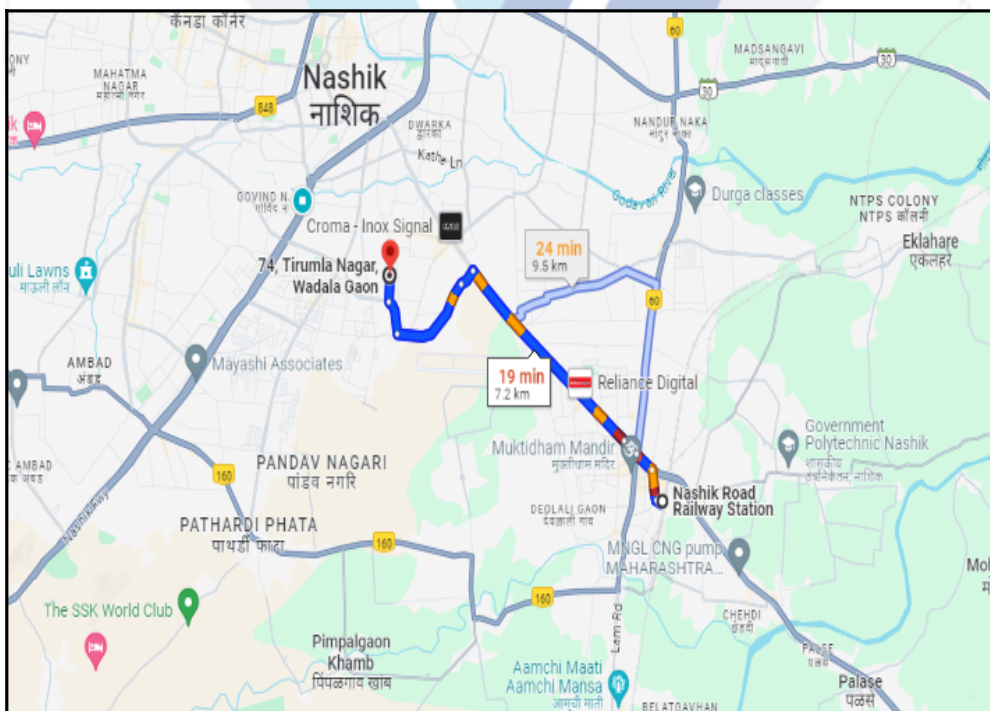 कॅनडा कॉर्नर
60
MADSANGAVI
माडसांगवी
30
MAHATMA
NAGAR
महात्मा नगर
Nashik
नाशिक
848
30
DWARKA
द्वारका
Kathe Ln
NANDUR NAKA
नांदूर नाका
Godavari River
GOVIND N.
गोविंद न
Croma - Inox Signal
Durga classes
NTPS COLONY
NTPS कॉलनी
Eklahare
एकलहरे
24 min
9.5 km
uli Lawns
माऊली लॉन
74, Tirumla Nagar,
Wadala Gaon
60
AMBAD
अंबड
Mayashi Associates
19 min
7.2 km
Reliance Digital
Muktidham Mandir
मुक्तीधाम मंदिर
Government
Polytechnic Nashik
शासकीय
तंत्रनिकेतन, नाशिक
C AMBAD
क अंबड
160
PANDAV NAGARI
पांडव नगरि
Nashik Road
Railway Station
DEOLALI GAON
देवळाली गाव
PATHARDI PHATA
पाथर्डी फाटा
160
MNGL CNG pump
MAHARASHTRA...
The SSK World Club
160
CHEHDI
छेहडी
Lam Rd
Pimpalgaon
Khamb
पिंपळगाव खांब
PALSE
पळसे
Palase
पळसे
Aamchi Maati
Aamchi Mansa
आमची माती
BELATGAVHAN